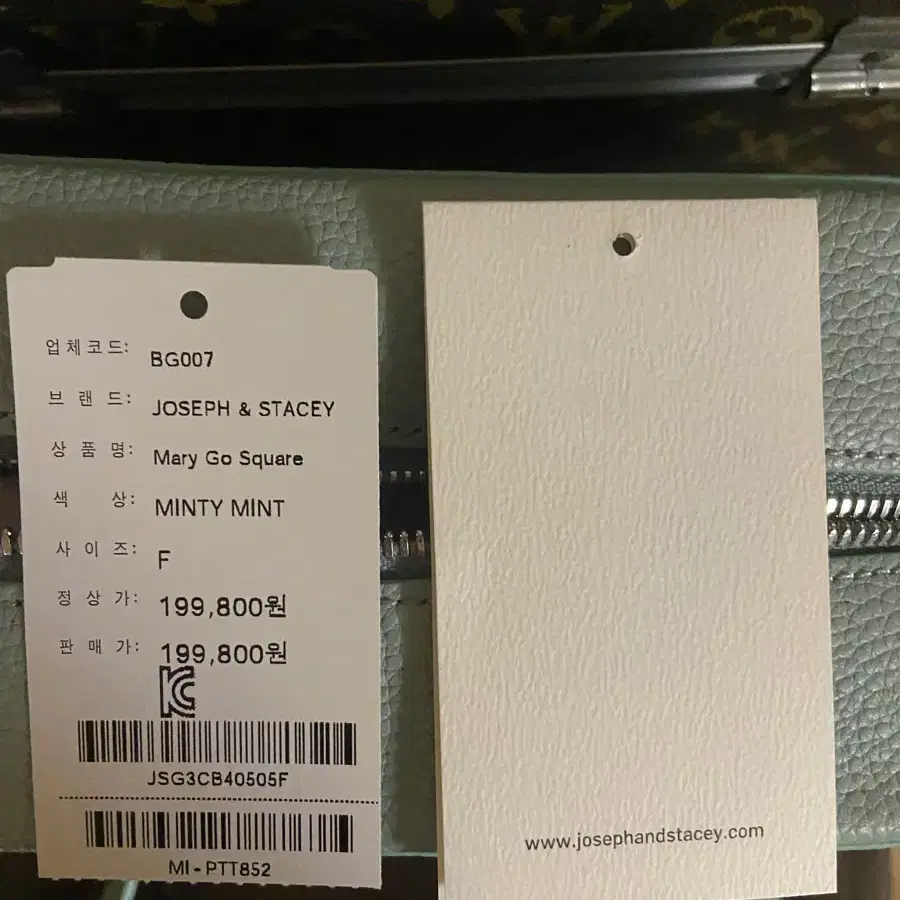 업체코드: BG007
브랜드: JOSEPH & STACEY
상품명: Mary Go Square
색상: MINTY MINT
사이즈: F
정상가: 199,800원
판매가: 199,800원
KC
JSG3CB40505F
MI-PTT852
www.josephandstacey.com